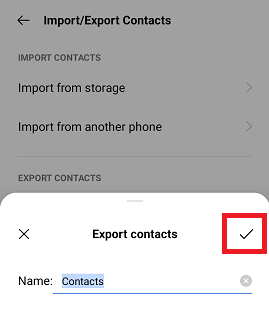 Import/Export Contacts
IMPORT CONTACTS
Import from storage
Import from another phone
EXPORT CONTACTS
Export contacts
Name: Contacts